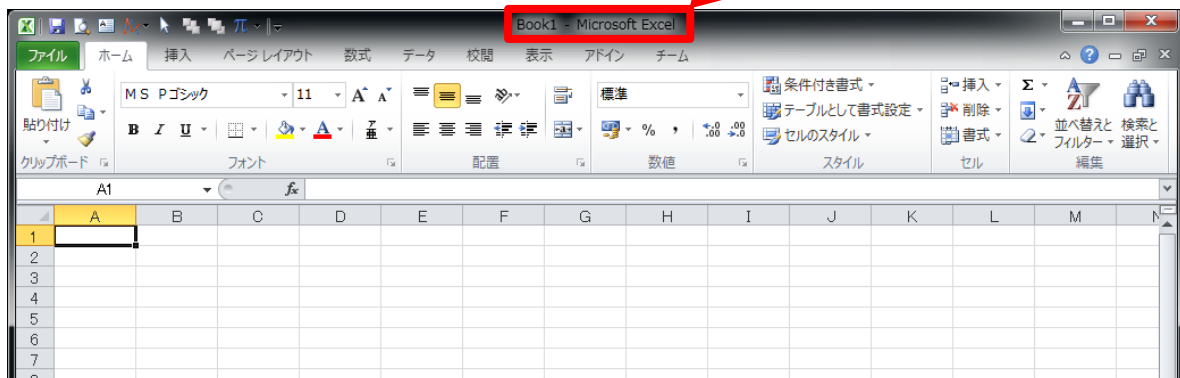 Book1 - Microsoft Excel
ファイル ホーム 挿入 ページ レイアウト 数式 データ 校閲 表示 アドイン チーム
貼り付け
クリップボード
MS Pゴシック 11
B I U
フォント
配置
標準
% ,
数値
条件付き書式
テーブルとして書式設定
セルのスタイル
スタイル
挿入
削除
書式
セル
Σ
並べ替えと
フィルター
検索と
選択
編集
A1 fx
A B C D E F G H I J K L M N
1
2
3
4
5
6
7